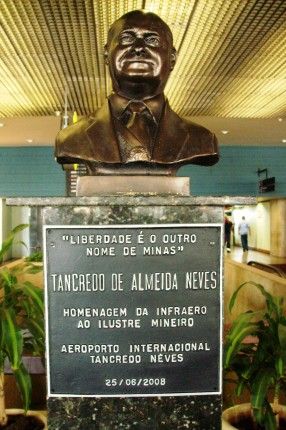 "LIBERDADE É O OUTRO
NOME DE MINAS"
TANCREDO DE ALMEIDA NEVES
HOMENAGEM DA INFRAERO
AO ILUSTRE MINEIRO
AEROPORTO INTERNACIONAL
TANCREDO NÊVES
25/06/2008